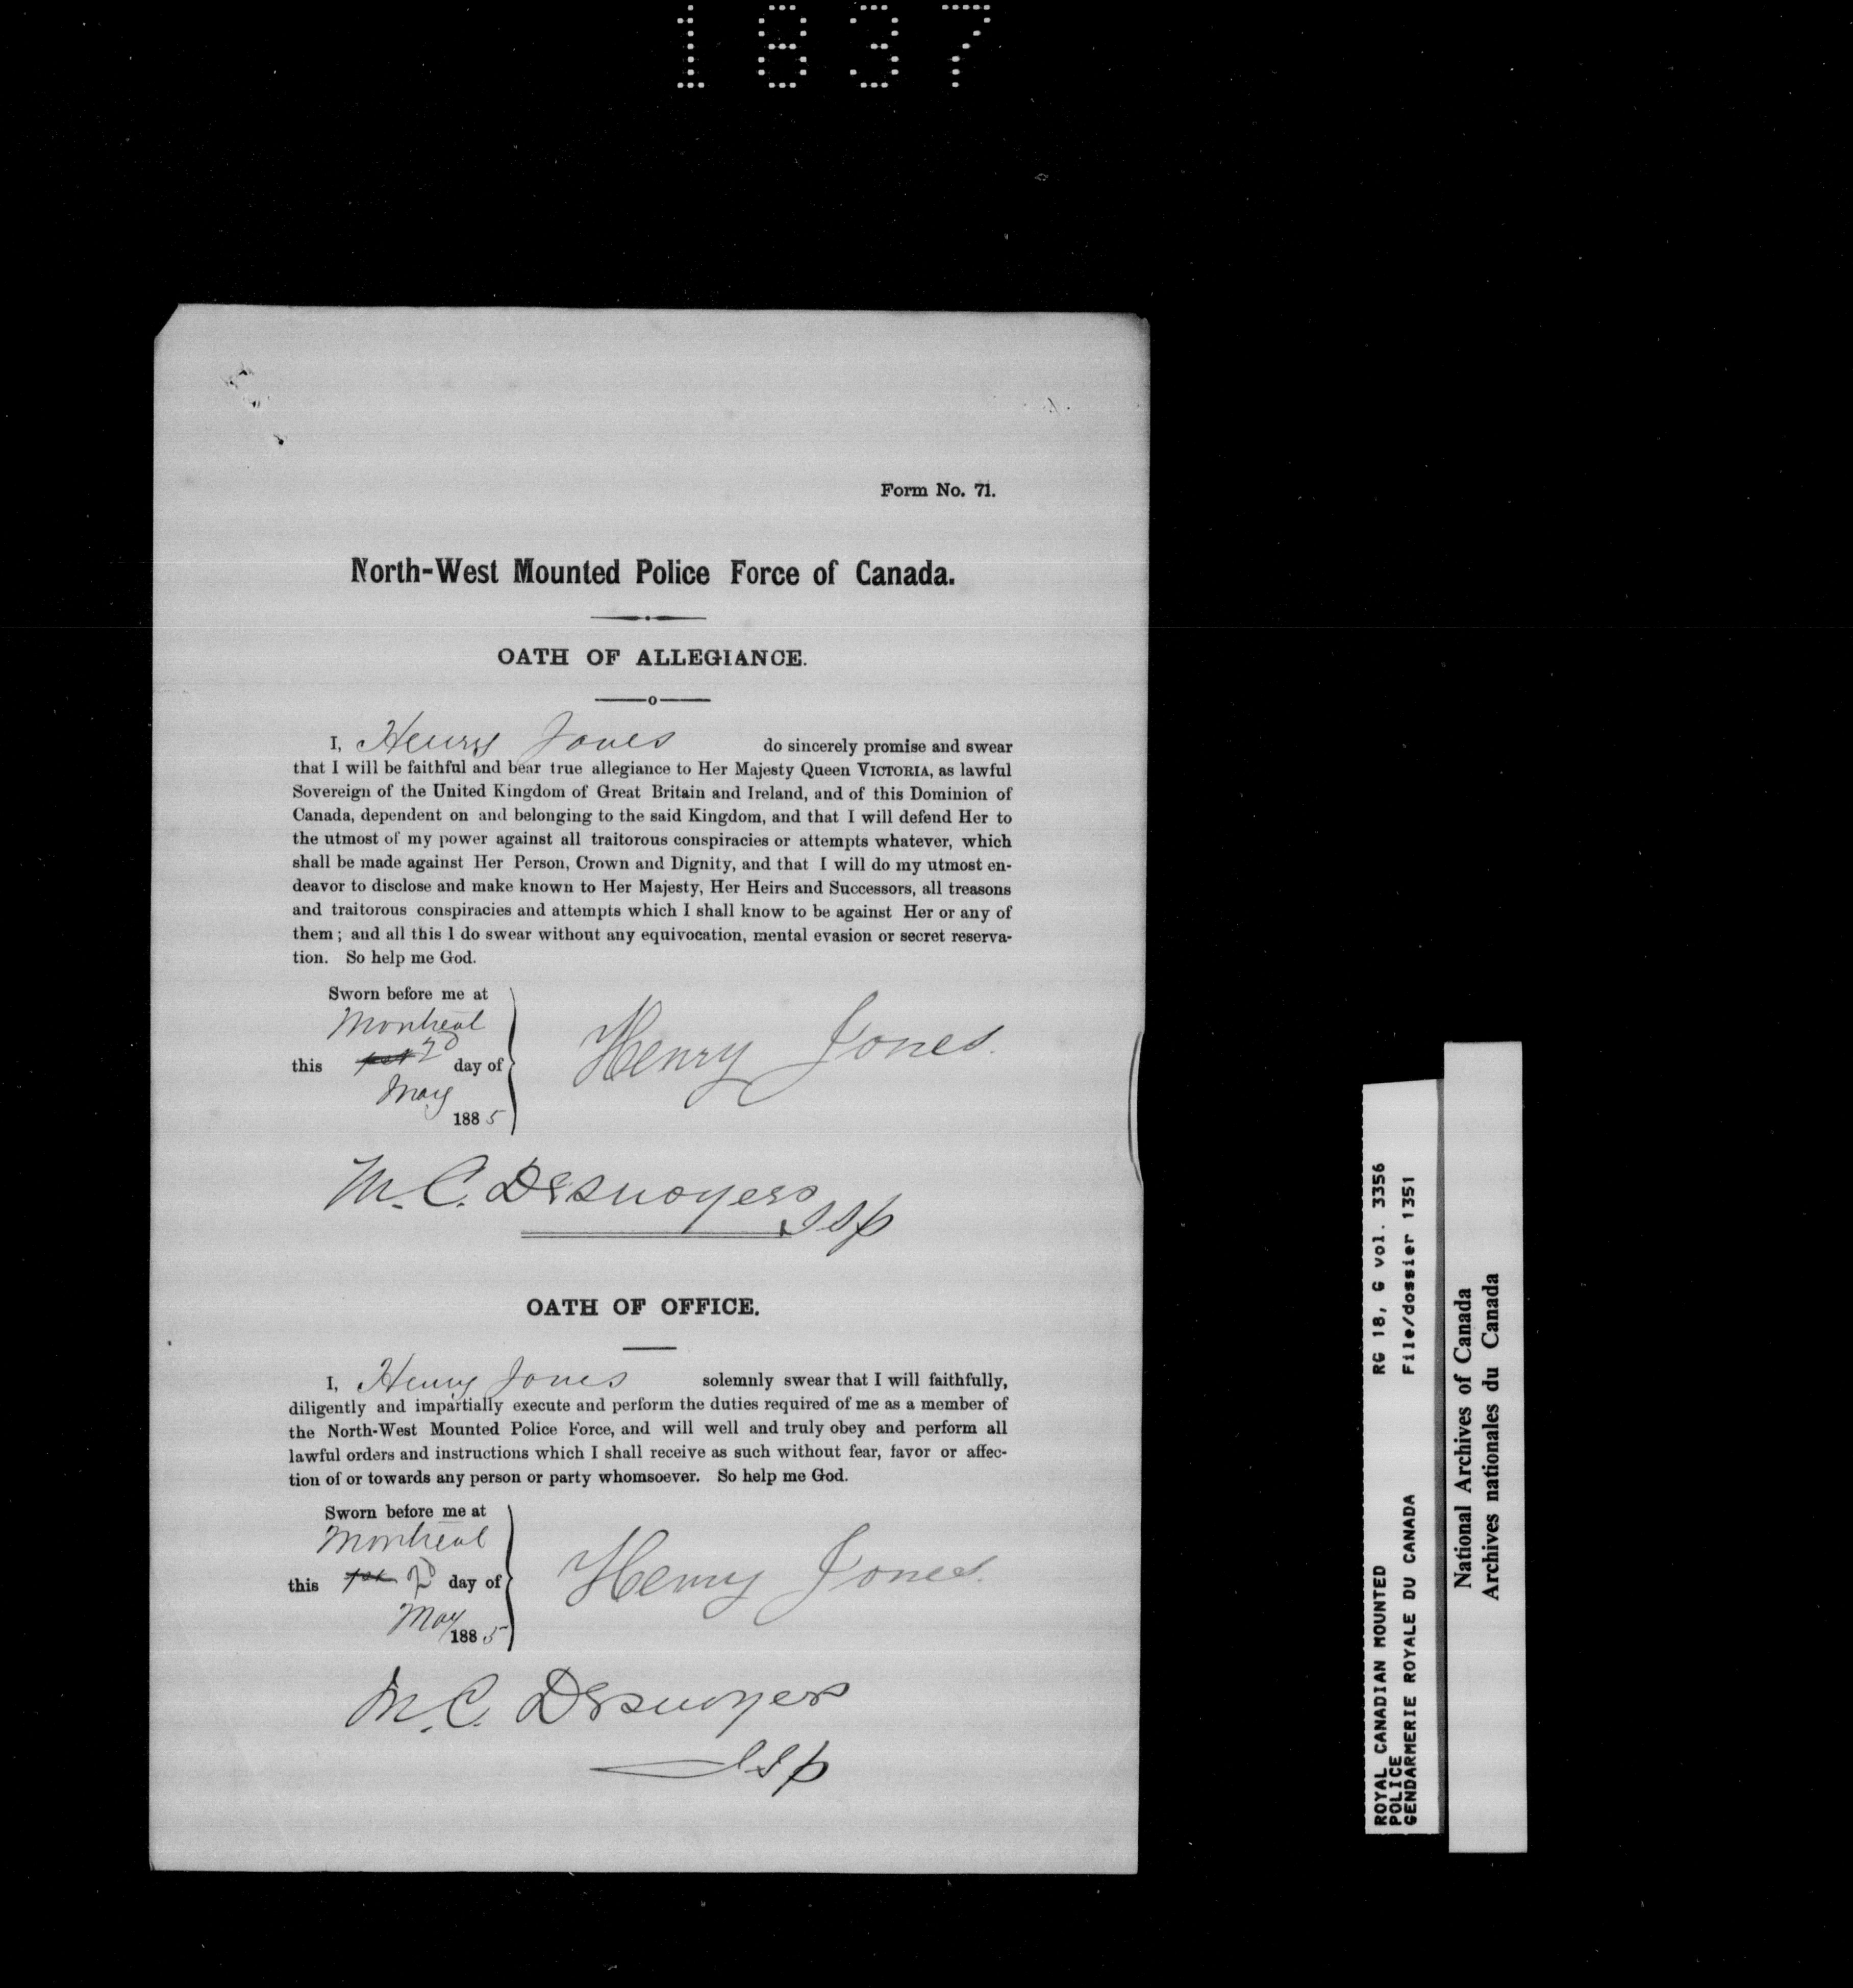 1837
Form No. 71.
North-West Mounted Police Force of Canada.
OATH OF ALLEGIANCE.
I, Henry Jones do sincerely promise and swear
that I will be faithful and bear true allegiance to Her Majesty Queen VICTORIA, as lawful
Sovereign of the United Kingdom of Great Britain and Ireland, and of this Dominion of
Canada, dependent on and belonging to the said Kingdom, and that I will defend Her to
the utmost of my power against all traitorous conspiracies or attempts whatever, which
shall be made against Her Person, Crown and Dignity, and that I will do my utmost en-
deavor to disclose and make known to Her Majesty, Her Heirs and Successors, all treasons
and traitorous conspiracies and attempts which I shall know to be against Her or any of
them; and all this I do swear without any equivocation, mental evasion or secret reserva-
tion. So help me God.
Sworn before me at
Montreal
this 2d day of
May
1885
Henry Jones.
M. C. Desnoyers JSP
OATH OF OFFICE.
I, Henry Jones solemnly swear that I will faithfully,
diligently and impartially execute and perform the duties required of me as a member of
the North-West Mounted Police Force, and will well and truly obey and perform all
lawful orders and instructions which I shall receive as such without fear, favor or affec-
tion of or towards any person or party whomsoever. So help me God.
Sworn before me at
Montreal
this 2d day of
May
1885
Henry Jones.
M. C. Desnoyers
JSP
ROYAL CANADIAN MOUNTED RG 18, G vol. 3356
POLICE
GENDARMERIE ROYALE DU CANADA File/dossier 1351
National Archives of Canada
Archives nationales du Canada